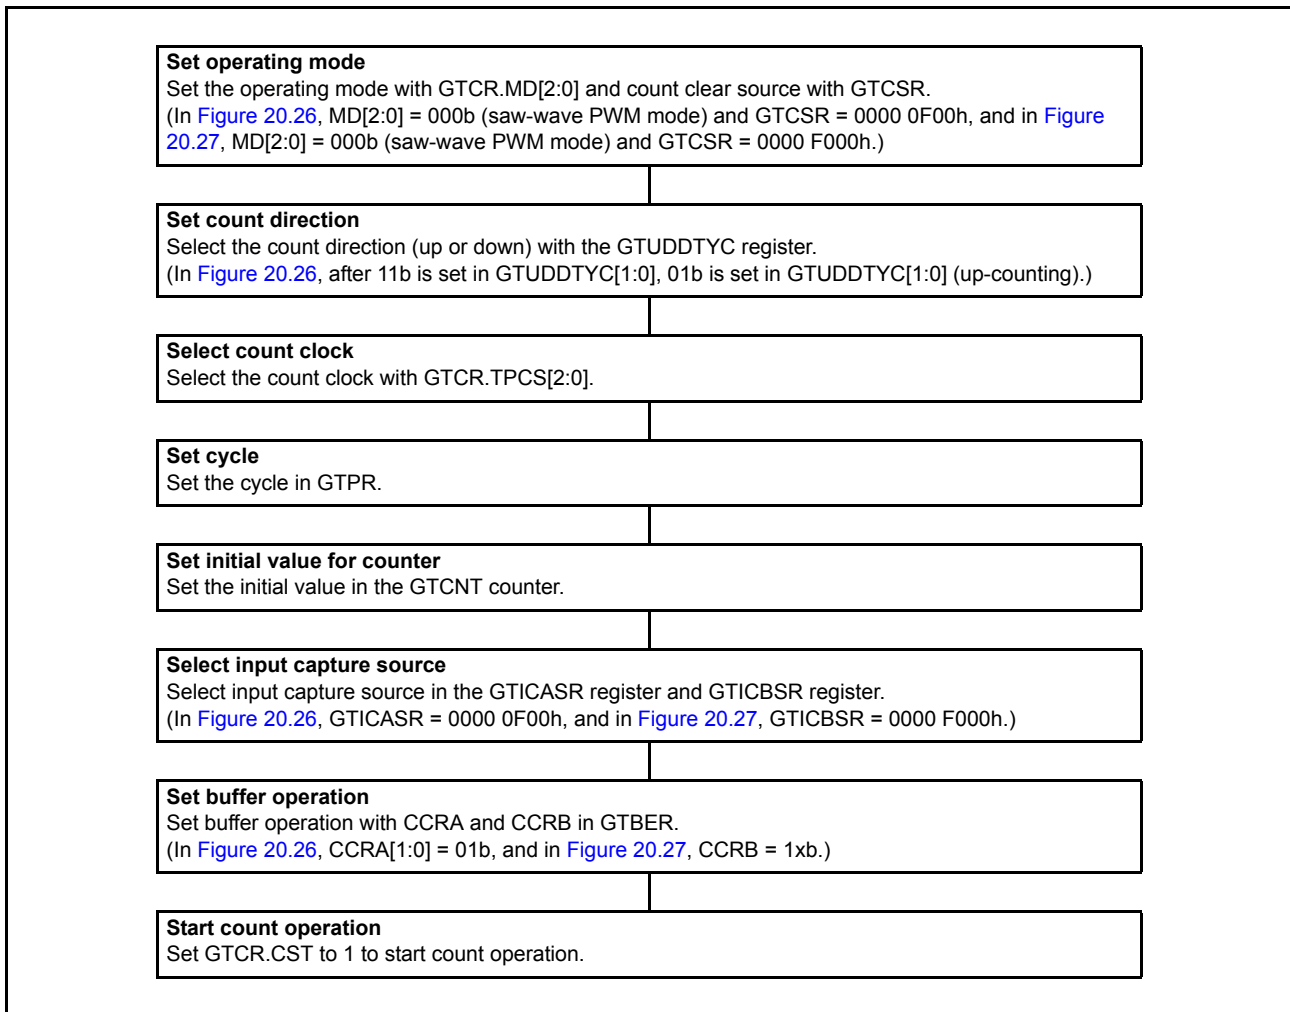 Set operating mode
Set the operating mode with GTCR.MD[2:0] and count clear source with GTCSR.
(In Figure 20.26, MD[2:0] = 000b (saw-wave PWM mode) and GTCSR = 0000 0F00h, and in Figure
20.27, MD[2:0] = 000b (saw-wave PWM mode) and GTCSR = 0000 F000h.)
Set count direction
Select the count direction (up or down) with the GTUDDTYC register.
(In Figure 20.26, after 11b is set in GTUDDTYC[1:0], 01b is set in GTUDDTYC[1:0] (up-counting).)
Select count clock
Select the count clock with GTCR.TPCS[2:0].
Set cycle
Set the cycle in GTPR.
Set initial value for counter
Set the initial value in the GTCNT counter.
Select input capture source
Select input capture source in the GTICASR register and GTICBSR register.
(In Figure 20.26, GTICASR = 0000 0F00h, and in Figure 20.27, GTICBSR = 0000 F000h.)
Set buffer operation
Set buffer operation with CCRA and CCRB in GTBER.
(In Figure 20.26, CCRA[1:0] = 01b, and in Figure 20.27, CCRB = 1xb.)
Start count operation
Set GTCR.CST to 1 to start count operation.